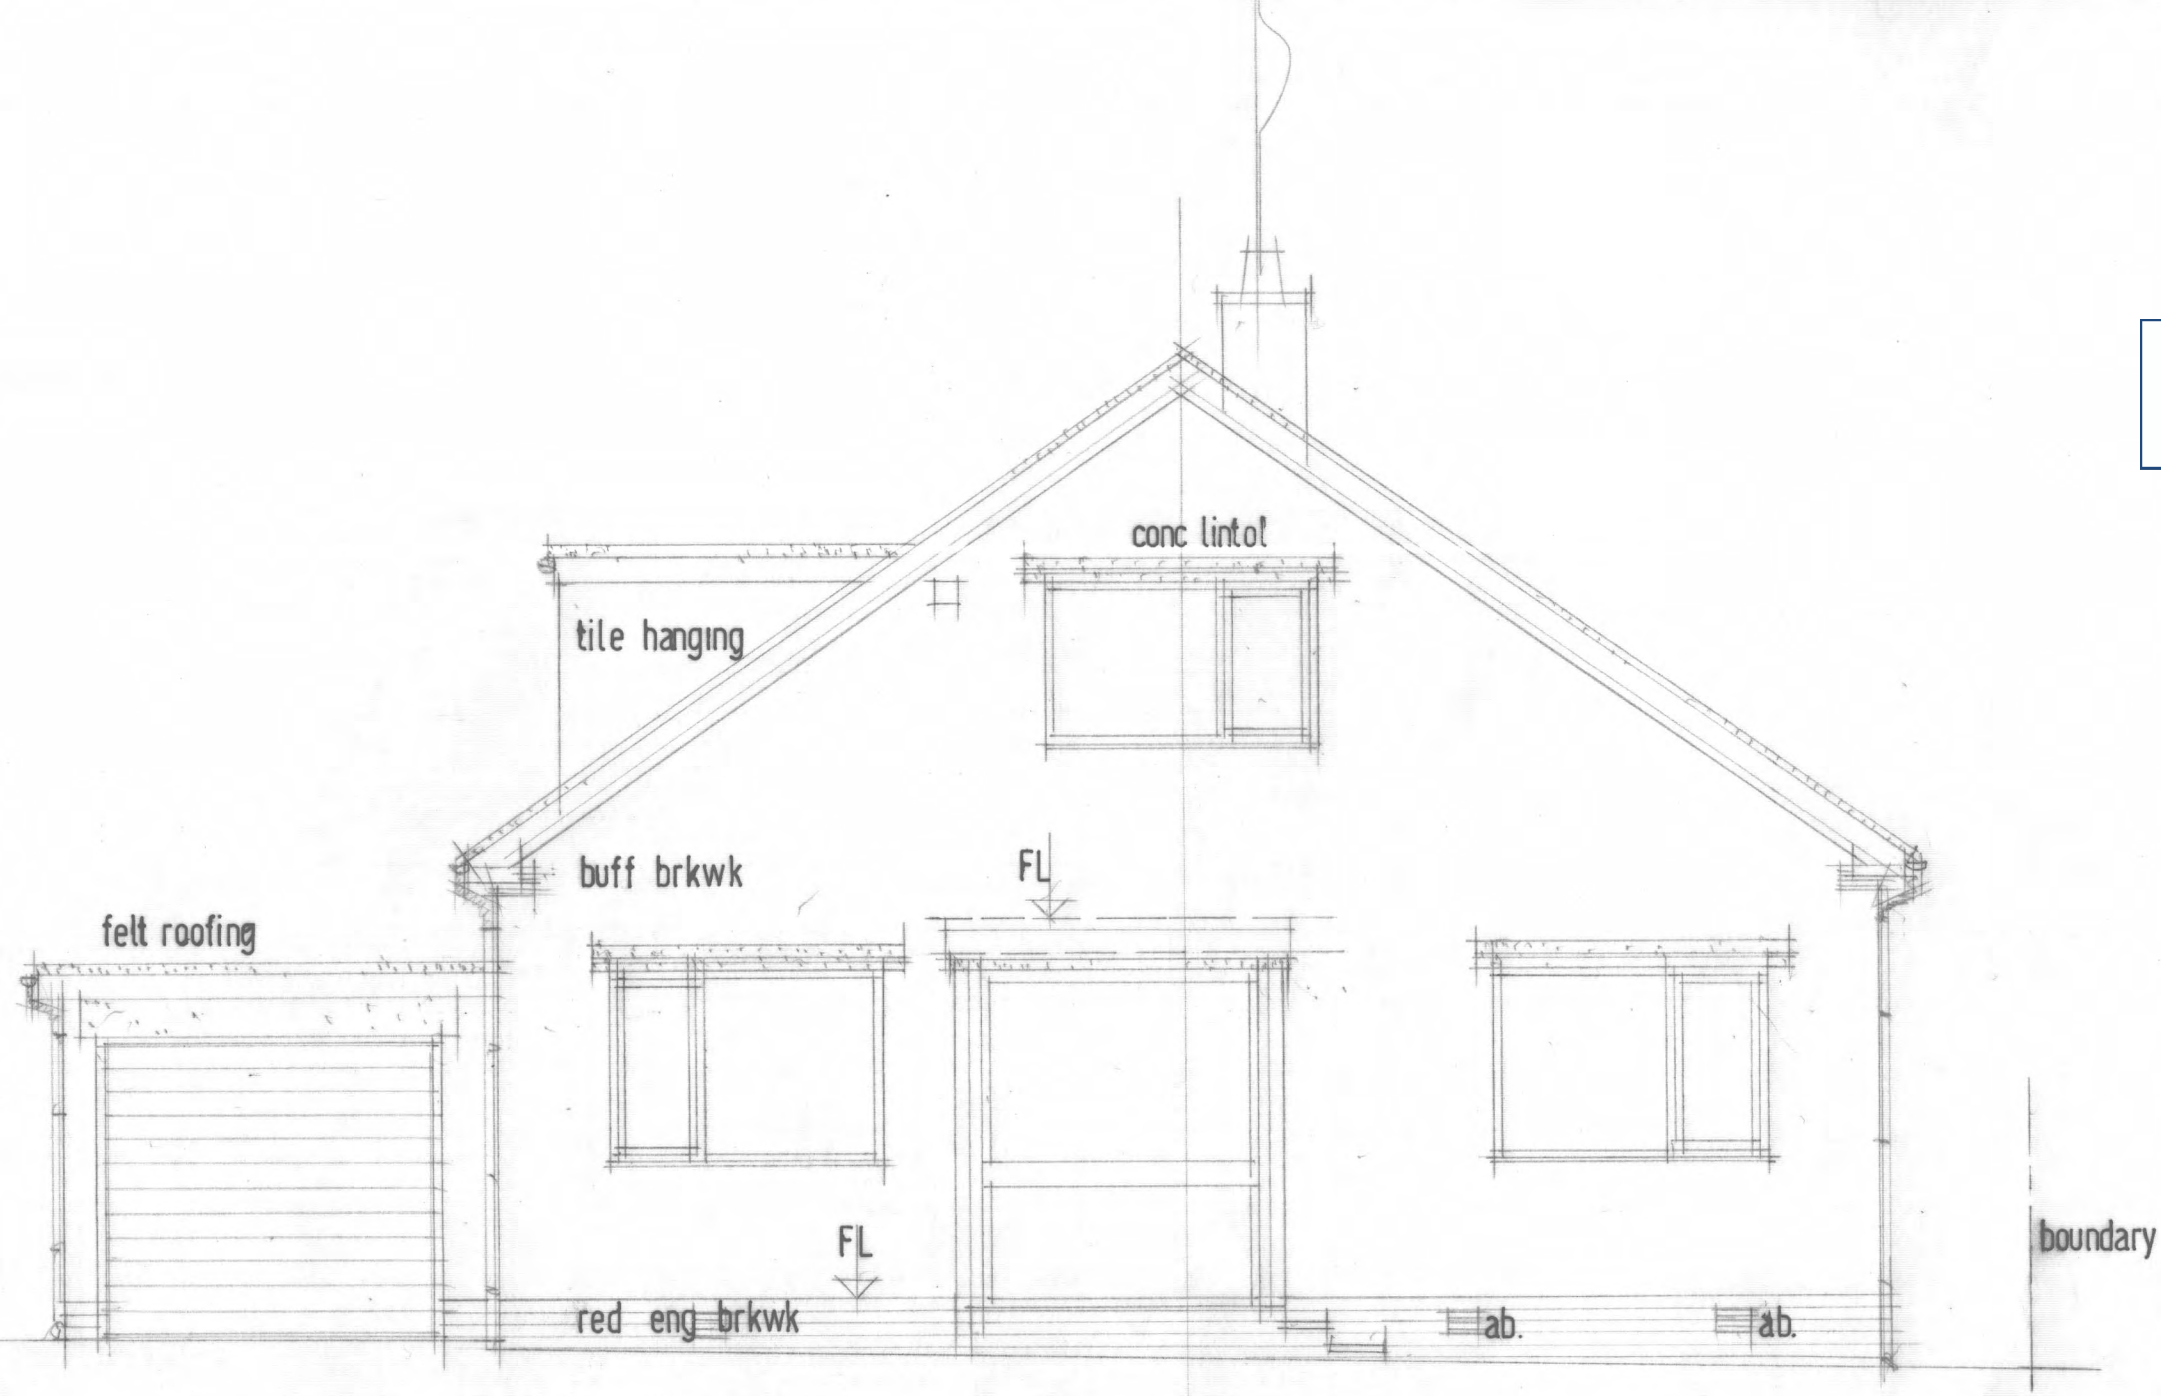 conc lintol
tile hanging
buff brkwk
FL
felt roofing
FL
boundary
red eng brkwk
ab.
ab.